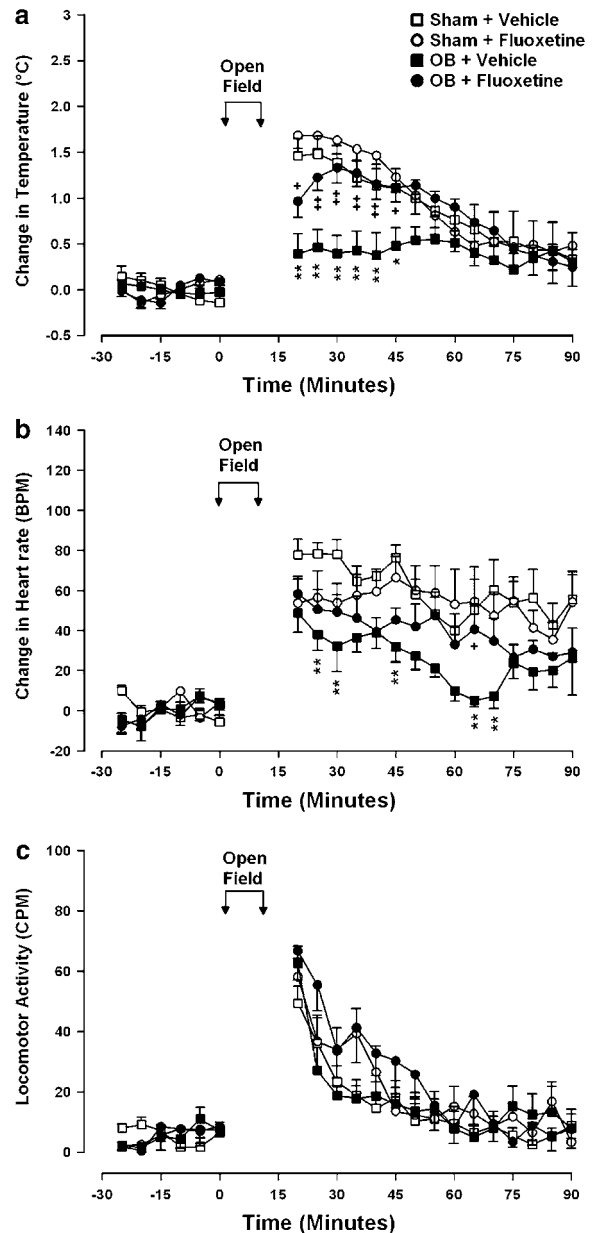 a
Sham + Vehicle
Sham + Fluoxetine
OB + Vehicle
OB + Fluoxetine
Open
Field
Change in Temperature (°C)
3
2.5
2.0
1.5
1.0
0.5
0.0
-0.5
+ ‡ ‡ ‡ ‡ +
** ** ** ** ** *
-30 -15 0 15 30 45 60 75 90
Time (Minutes)
b
Open
Field
Change in Heart rate (BPM)
140
120
100
80
60
40
20
0
-20
+
** ** ** ** **
-30 -15 0 15 30 45 60 75 90
Time (Minutes)
c
Open
Field
Locomotor Activity (CPM)
100
80
60
40
20
0
-30 -15 0 15 30 45 60 75 90
Time (Minutes)